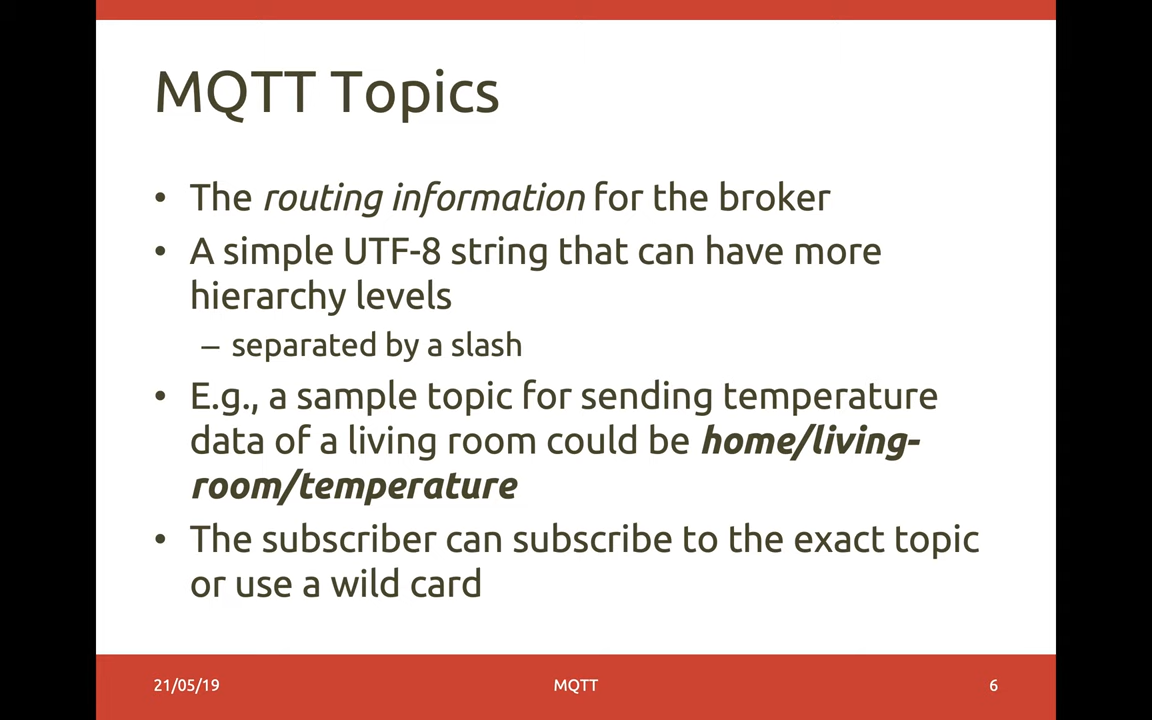 MQTT Topics
• The routing information for the broker
• A simple UTF-8 string that can have more
hierarchy levels
– separated by a slash
• E.g., a sample topic for sending temperature
data of a living room could be home/living-
room/temperature
• The subscriber can subscribe to the exact topic
or use a wild card
21/05/19 MQTT 6